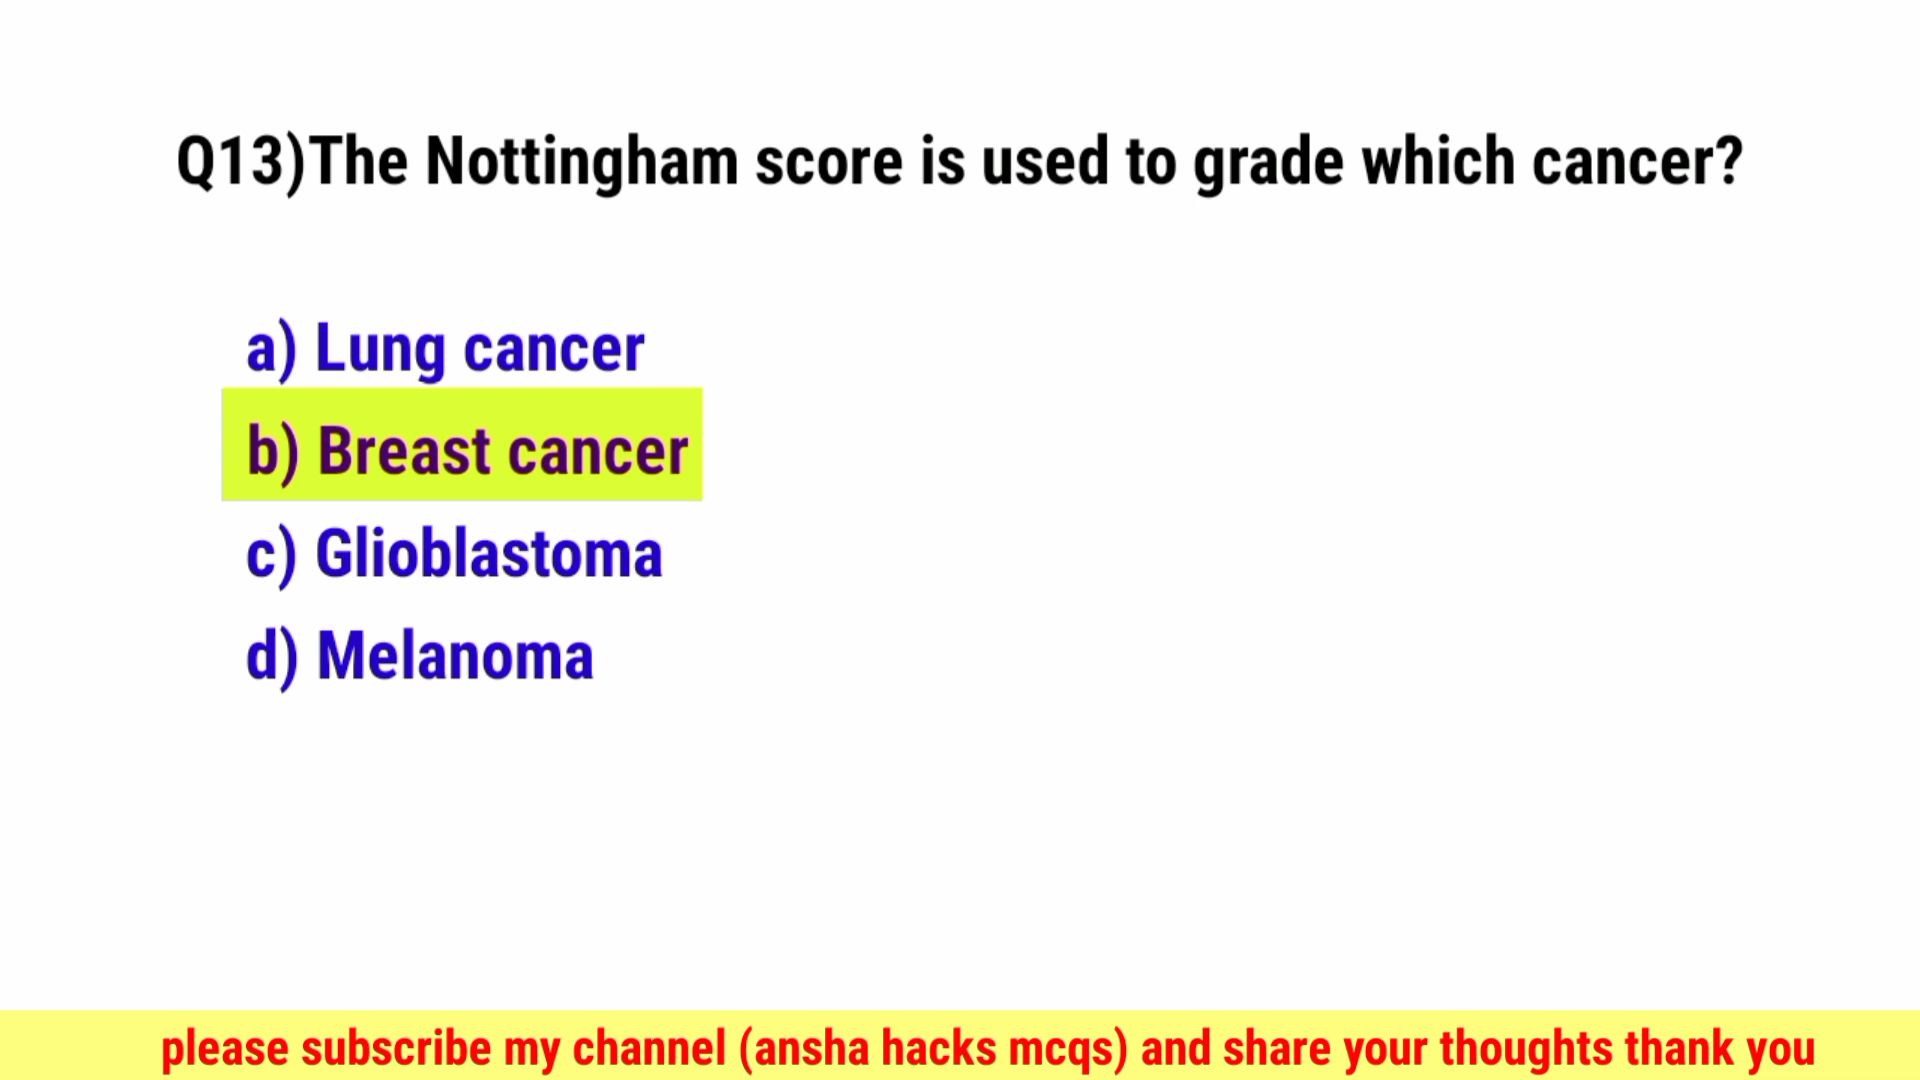 Q13)The Nottingham score is used to grade which cancer?
a) Lung cancer
b) Breast cancer
c) Glioblastoma
d) Melanoma
please subscribe my channel (ansha hacks mcqs) and share your thoughts thank you